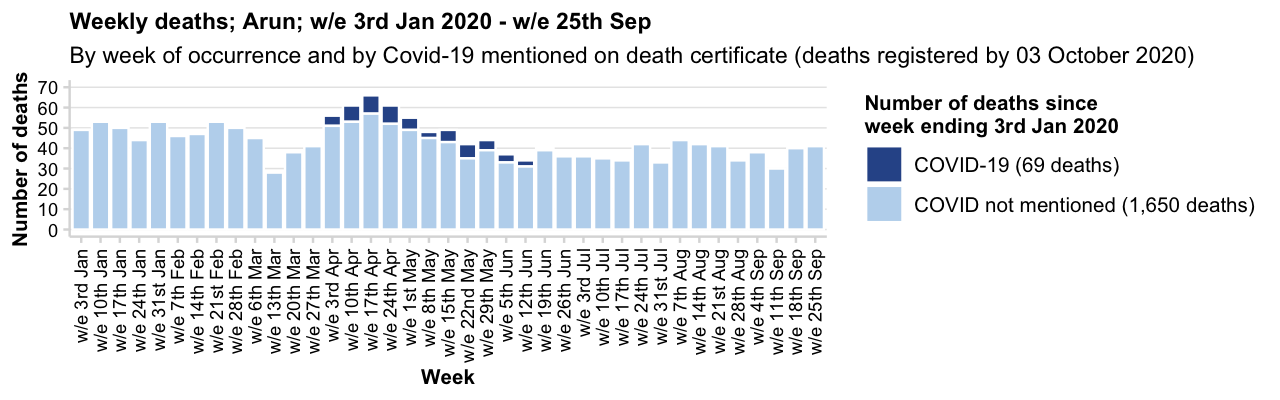 Weekly deaths; Arun; w/e 3rd Jan 2020 - w/e 25th Sep
By week of occurrence and by Covid-19 mentioned on death certificate (deaths registered by 03 October 2020)
Number of deaths
70
60
50
40
30
20
10
0
w/e 3rd Jan
w/e 10th Jan
w/e 17th Jan
w/e 24th Jan
w/e 31st Jan
w/e 7th Feb
w/e 14th Feb
w/e 21st Feb
w/e 28th Feb
w/e 6th Mar
w/e 13th Mar
w/e 20th Mar
w/e 27th Mar
w/e 3rd Apr
w/e 10th Apr
w/e 17th Apr
w/e 24th Apr
w/e 1st May
w/e 8th May
w/e 15th May
w/e 22nd May
w/e 29th May
w/e 5th Jun
w/e 12th Jun
w/e 19th Jun
w/e 26th Jun
w/e 3rd Jul
w/e 10th Jul
w/e 17th Jul
w/e 24th Jul
w/e 31st Jul
w/e 7th Aug
w/e 14th Aug
w/e 21st Aug
w/e 28th Aug
w/e 4th Sep
w/e 11th Sep
w/e 18th Sep
w/e 25th Sep
Week
Number of deaths since
week ending 3rd Jan 2020
COVID-19 (69 deaths)
COVID not mentioned (1,650 deaths)